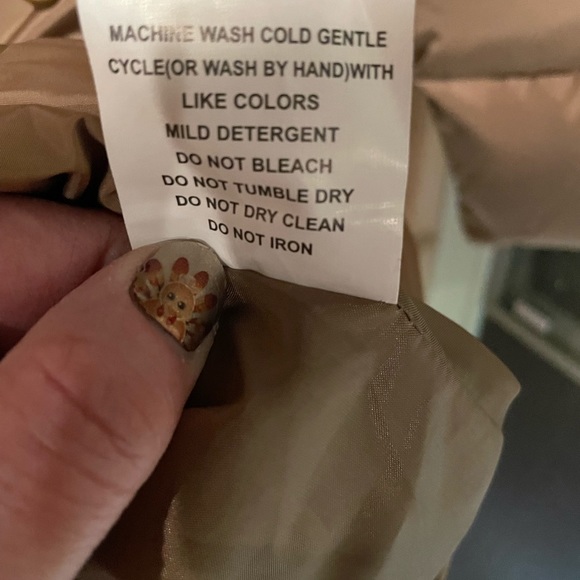 MACHINE WASH COLD GENTLE
CYCLE(OR WASH BY HAND)WITH
LIKE COLORS
MILD DETERGENT
DO NOT BLEACH
DO NOT TUMBLE DRY
DO NOT DRY CLEAN
DO NOT IRON